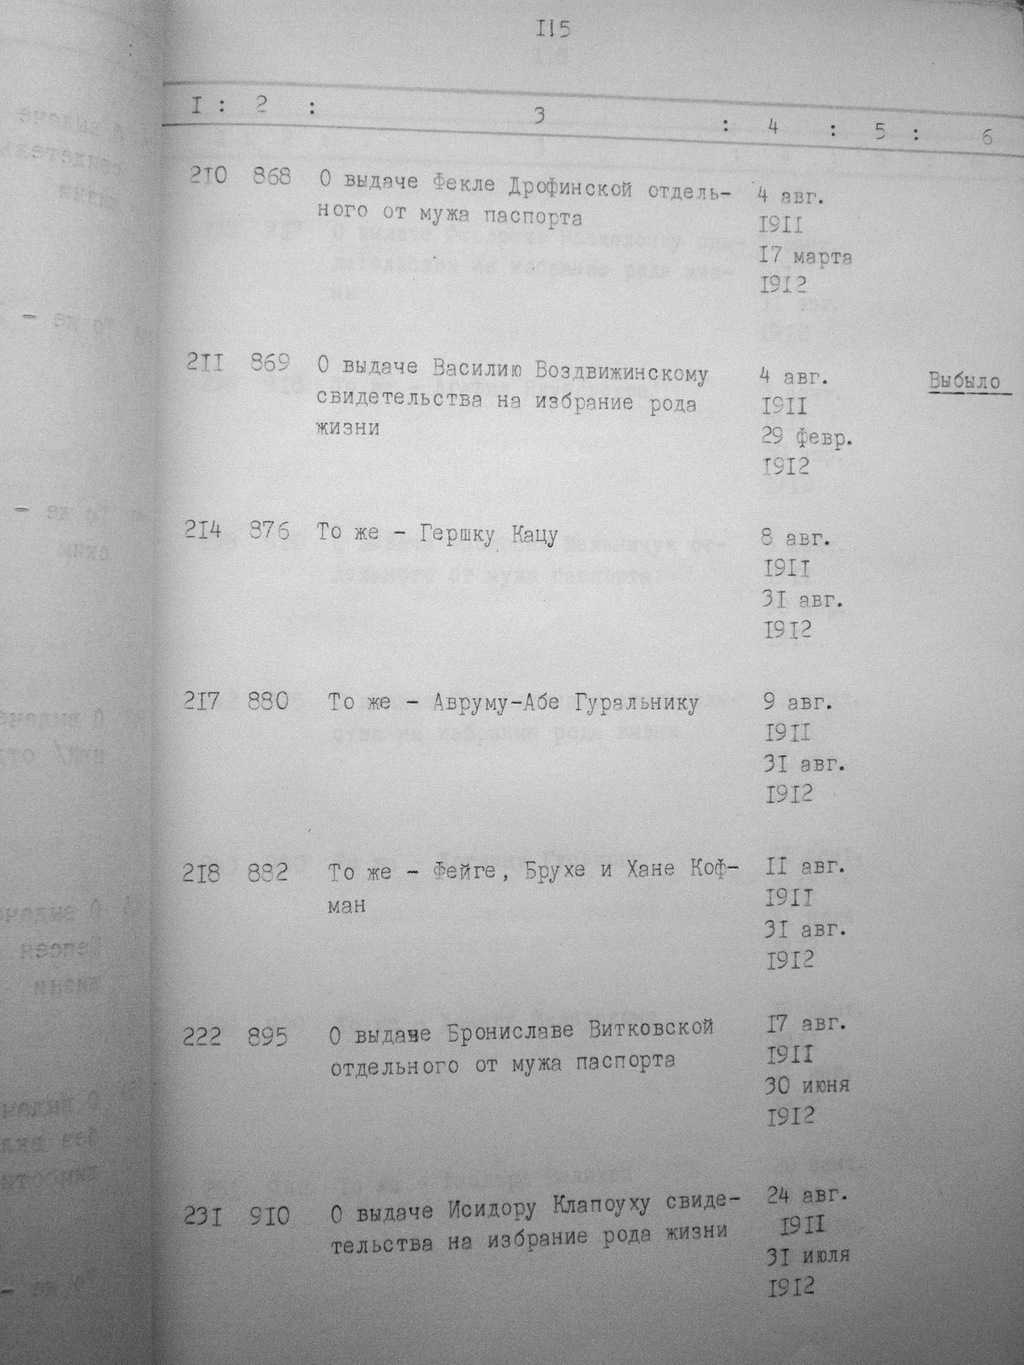 II5
I : 2 : 3 : 4 : 5 : 6
2I0 868 О выдаче Фекле Дрофинской отдель- 4 авг.
ного от мужа паспорта I9II
I7 марта
I9I2
2II 869 О выдаче Василию Воздвижинскому 4 авг. Выбыло
свидетельства на избрание рода I9II
жизни 29 февр.
I9I2
2I4 876 То же - Гершку Кацу 8 авг.
I9II
3I авг.
I9I2
2I7 880 То же - Авруму-Абе Гуральнику 9 авг.
I9II
3I авг.
I9I2
2I8 882 То же - Фейге, Брухе и Хане Коф- II авг.
ман I9II
3I авг.
I9I2
222 895 О выдаче Брониславе Витковской I7 авг.
отдельного от мужа паспорта I9II
30 июня
I9I2
23I 9I0 О выдаче Исидору Клапоуху свиде- 24 авг.
тельства на избрание рода жизни I9II
3I июля
I9I2